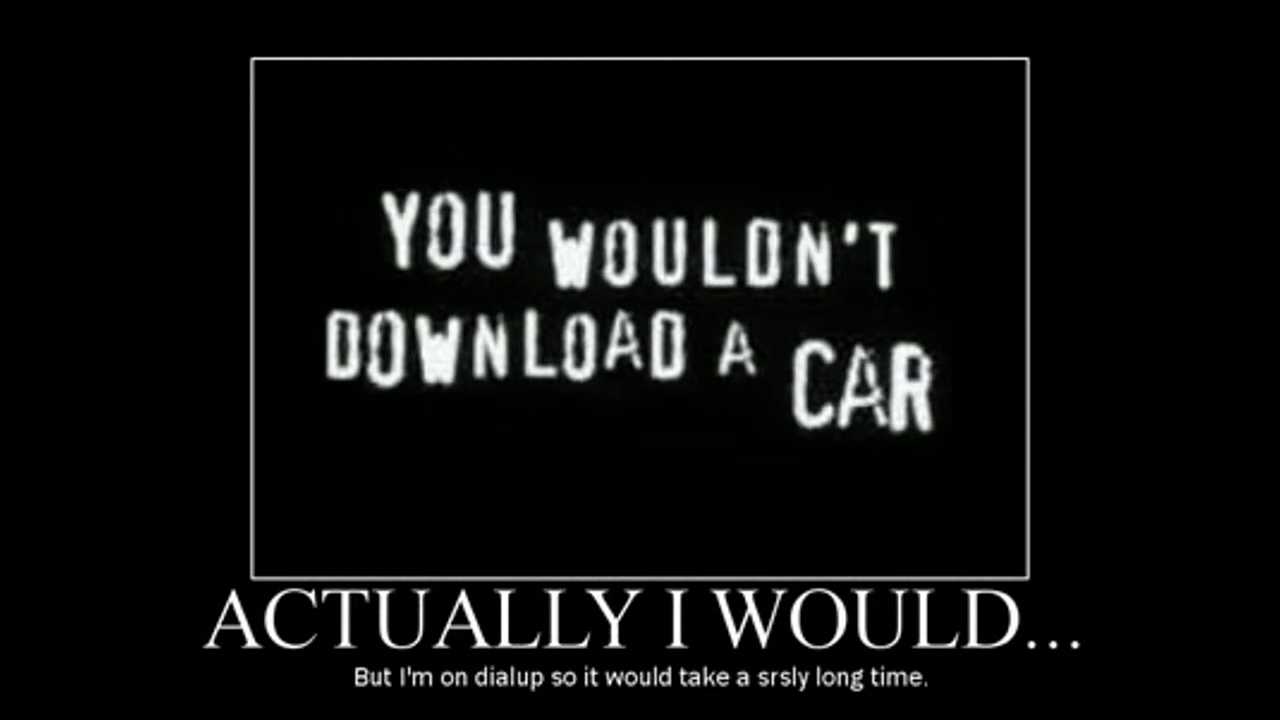 YOU WOULDN'T
DOWNLOAD A CAR
ACTUALLY I WOULD...
But I'm on dialup so it would take a srsly long time.